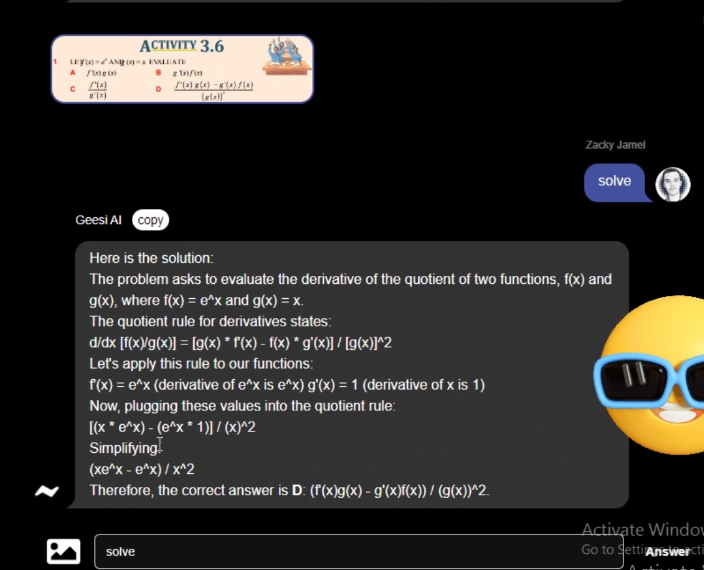 ACTIVITY 3.6
1 LET f(x) = eˣ AND g(x) = x EVALUATE
A f'(x) g(x) B g'(x) f(x)
C f'(x) / g'(x) D f'(x) g(x) - g'(x) f(x) / (g(x))²
Zacky Jamel
solve
Geesi AI copy
Here is the solution:
The problem asks to evaluate the derivative of the quotient of two functions, f(x) and
g(x), where f(x) = e^x and g(x) = x.
The quotient rule for derivatives states:
d/dx [f(x)/g(x)] = [g(x) * f'(x) - f(x) * g'(x)] / [g(x)]^2
Let's apply this rule to our functions:
f'(x) = e^x (derivative of e^x is e^x) g'(x) = 1 (derivative of x is 1)
Now, plugging these values into the quotient rule:
[(x * e^x) - (e^x * 1)] / (x)^2
Simplifying:
(xe^x - e^x) / x^2
Therefore, the correct answer is D: (f'(x)g(x) - g'(x)f(x)) / (g(x))^2.
Activate Window
Go to Settings to acti
solve
Answer